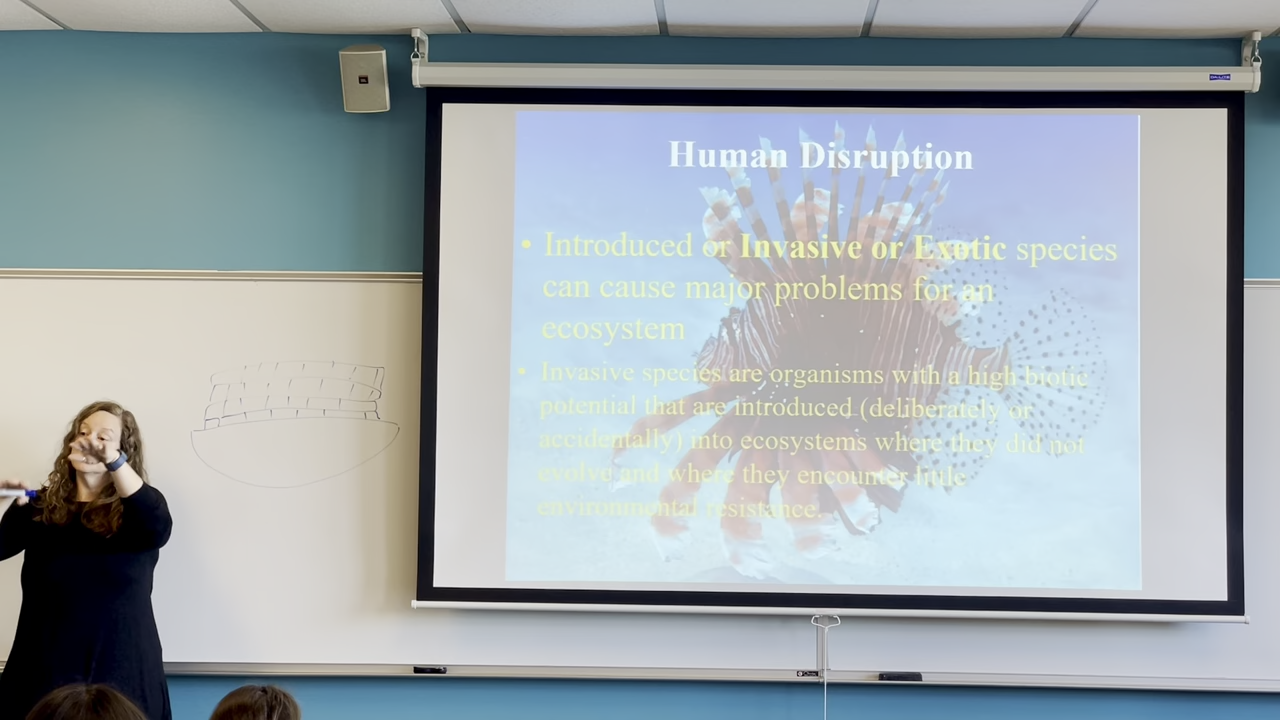 Human Disruption
• Introduced or Invasive or Exotic species
can cause major problems for an
ecosystem
• Invasive species are organisms with a high biotic
potential that are introduced (deliberately or
accidentally) into ecosystems where they did not
evolve and where they encounter little
environmental resistance.